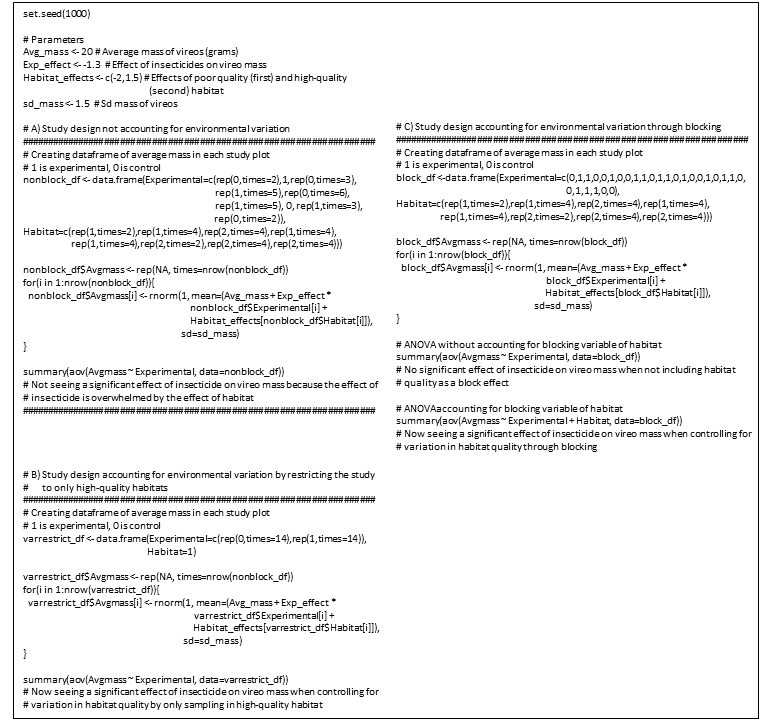 set.seed(1000)
# Parameters
Avg_mass <- 20 # Average mass of vireos (grams)
Exp_effect <- -1.3 # Effect of insecticides on vireo mass
Habitat_effects <- c(-2,1.5) # Effects of poor quality (first) and high-quality
(second) habitat
sd_mass <- 1.5 # Sd mass of vireos
# A) Study design not accounting for environmental variation
###########################################################################
# Creating dataframe of average mass in each study plot
# 1 is experimental, 0 is control
nonblock_df <- data.frame(Experimental=c(rep(0,times=2),1,rep(0,times=3),
rep(1,times=5),rep(0,times=6),
rep(1,times=5), 0, rep(1,times=3),
rep(0,times=2)),
Habitat=c(rep(1,times=2),rep(1,times=4),rep(2,times=4),rep(1,times=4),
rep(1,times=4),rep(2,times=2),rep(2,times=4),rep(2,times=4)))
nonblock_df$Avgmass <- rep(NA, times=nrow(nonblock_df))
for(i in 1:nrow(nonblock_df)){
nonblock_df$Avgmass[i] <- rnorm(1, mean=(Avg_mass + Exp_effect *
nonblock_df$Experimental[i] +
Habitat_effects[nonblock_df$Habitat[i]]),
sd=sd_mass)
}
summary(aov(Avgmass ~ Experimental, data=nonblock_df))
# Not seeing a significant effect of insecticide on vireo mass because the effect of
# insecticide is overwhelmed by the effect of habitat
###########################################################################
# B) Study design accounting for environmental variation by restricting the study
# to only high-quality habitats
###########################################################################
# Creating dataframe of average mass in each study plot
# 1 is experimental, 0 is control
varrestrict_df <- data.frame(Experimental=c(rep(0,times=14),rep(1,times=14)),
Habitat=1)
varrestrict_df$Avgmass <- rep(NA, times=nrow(nonblock_df))
for(i in 1:nrow(varrestrict_df)){
varrestrict_df$Avgmass[i] <- rnorm(1, mean=(Avg_mass + Exp_effect *
varrestrict_df$Experimental[i] +
Habitat_effects[varrestrict_df$Habitat[i]]),
sd=sd_mass)
}
summary(aov(Avgmass ~ Experimental, data=varrestrict_df))
# Now seeing a significant effect of insecticide on vireo mass when controlling for
# variation in habitat quality by only sampling in high-quality habitat
# C) Study design accounting for environmental variation through blocking
###########################################################################
# Creating dataframe of average mass in each study plot
# 1 is experimental, 0 is control
block_df <-data.frame(Experimental=c(0,1,1,0,0,1,0,0,1,1,0,1,1,0,1,0,0,1,0,1,1,0,
0,1,1,1,0,0),
Habitat=c(rep(1,times=2),rep(1,times=4),rep(2,times=4),rep(1,times=4),
rep(1,times=4),rep(2,times=2),rep(2,times=4),rep(2,times=4)))
block_df$Avgmass <- rep(NA, times=nrow(block_df))
for(i in 1:nrow(block_df)){
block_df$Avgmass[i] <- rnorm(1, mean=(Avg_mass + Exp_effect *
block_df$Experimental[i] +
Habitat_effects[block_df$Habitat[i]]),
sd=sd_mass)
}
# ANOVA without accounting for blocking variable of habitat
summary(aov(Avgmass ~ Experimental, data=block_df))
# No significant effect of insecticide on vireo mass when not including habitat
# quality as a block effect
# ANOVA accounting for blocking variable of habitat
summary(aov(Avgmass ~ Experimental + Habitat, data=block_df))
# Now seeing a significant effect of insecticide on vireo mass when controlling for
# variation in habitat quality through blocking